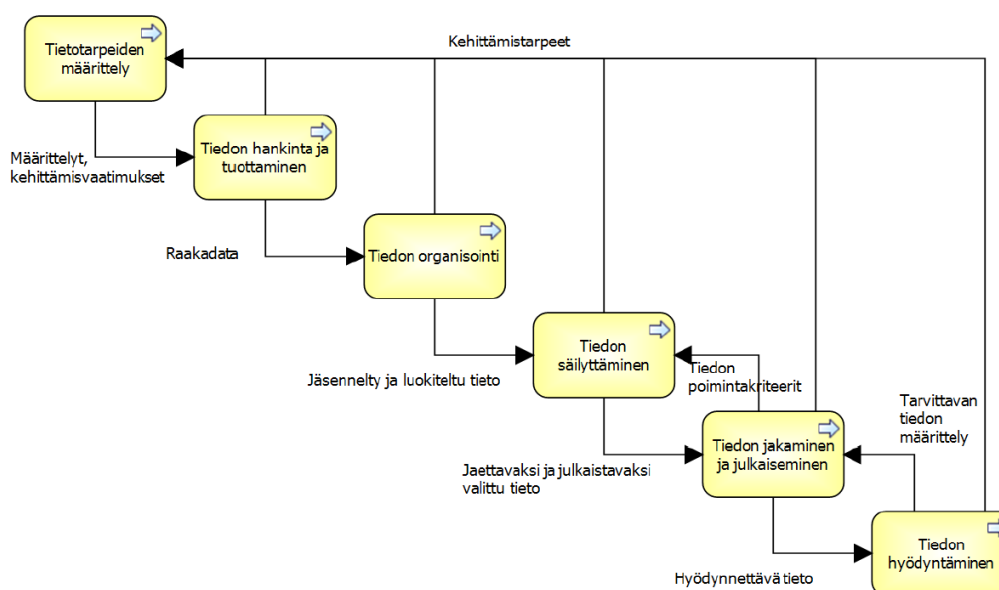 Kehittämistarpeet
Tietotarpeiden
määrittely
Määrittelyt,
kehittämisvaatimukset
Tiedon hankinta ja
tuottaminen
Raakadata
Tiedon organisointi
Jäsennelty ja luokiteltu tieto
Tiedon
säilyttäminen
Tiedon
poimintakriteerit
Jaettavaksi ja julkaistavaksi
valittu tieto
Tiedon jakaminen
ja julkaiseminen
Tarvittavan
tiedon
määrittely
Hyödynnettävä tieto
Tiedon
hyödyntäminen